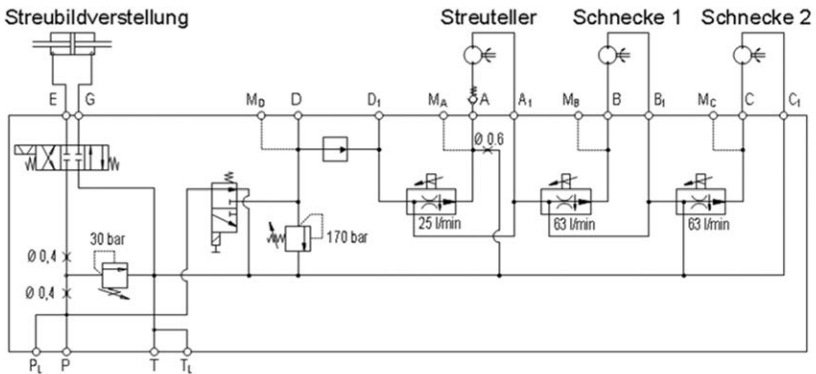 Streubildverstellung Streuteller Schnecke 1 Schnecke 2
E G MD D D1 MA A A1 MB B B1 MC C C1
Ø 0.6
25 l/min 63 l/min 63 l/min
30 bar 170 bar
Ø 0,4
Ø 0,4
PL P T TL